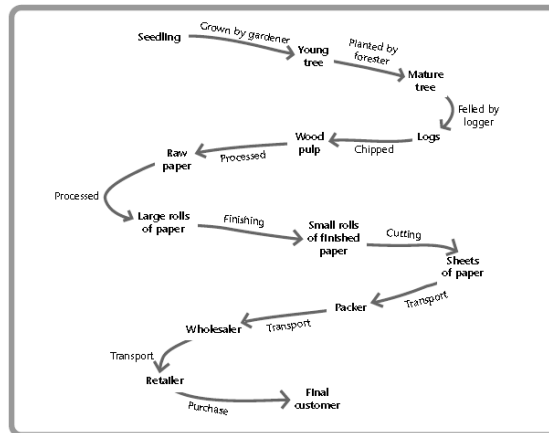 Seedling
Grown by gardener
Young
tree
Planted by
forester
Mature
tree
Felled by
logger
Logs
Chipped
Wood
pulp
Processed
Raw
paper
Processed
Large rolls
of paper
Finishing
Small rolls
of finished
paper
Cutting
Sheets
of paper
Transport
Packer
Transport
Wholesaler
Transport
Retailer
Purchase
Final
customer